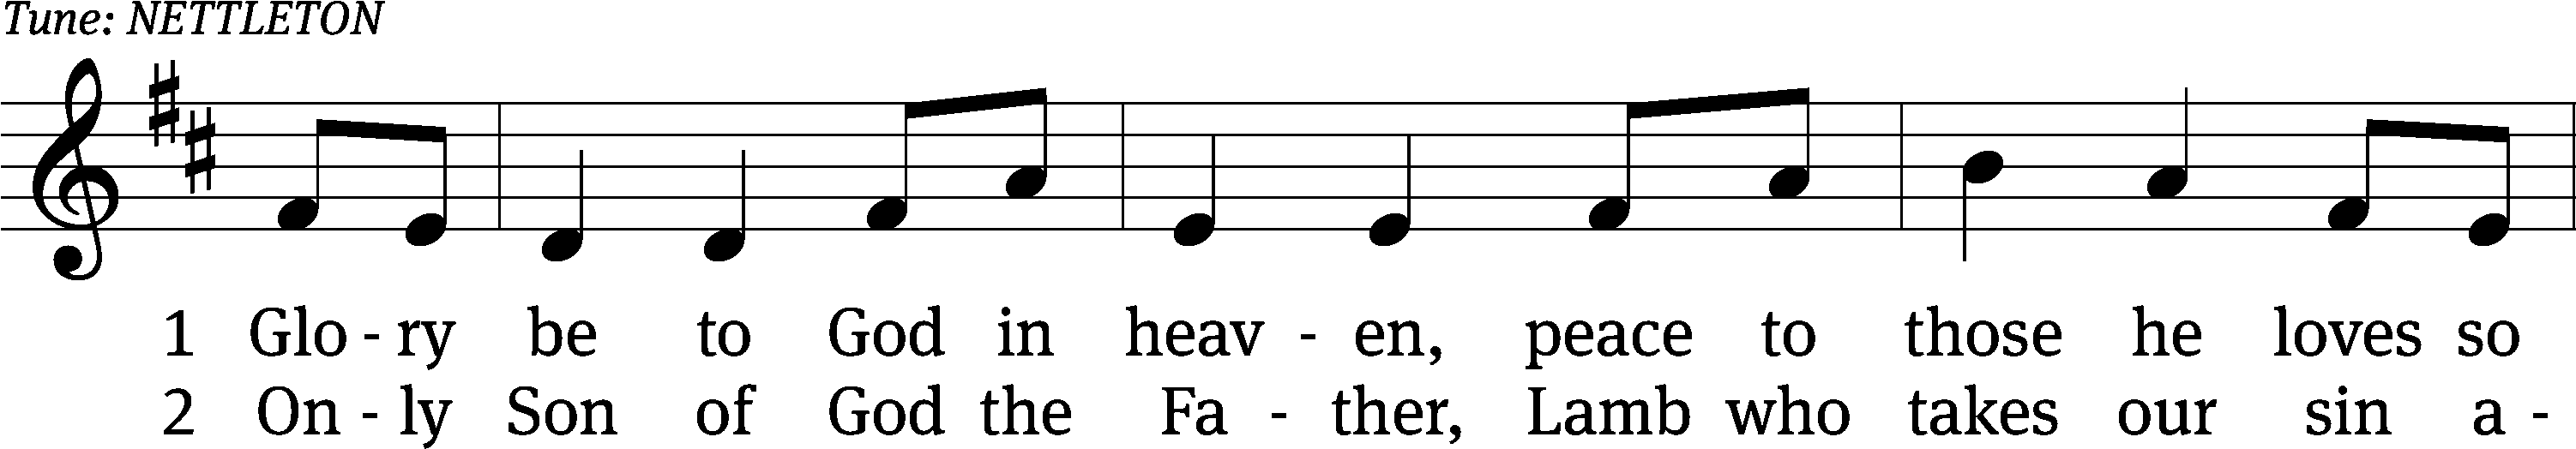 Tune: NETTLETON
1 Glo - ry be to God in heav - en, peace to those he loves so
2 On - ly Son of God the Fa - ther, Lamb who takes our sin a -